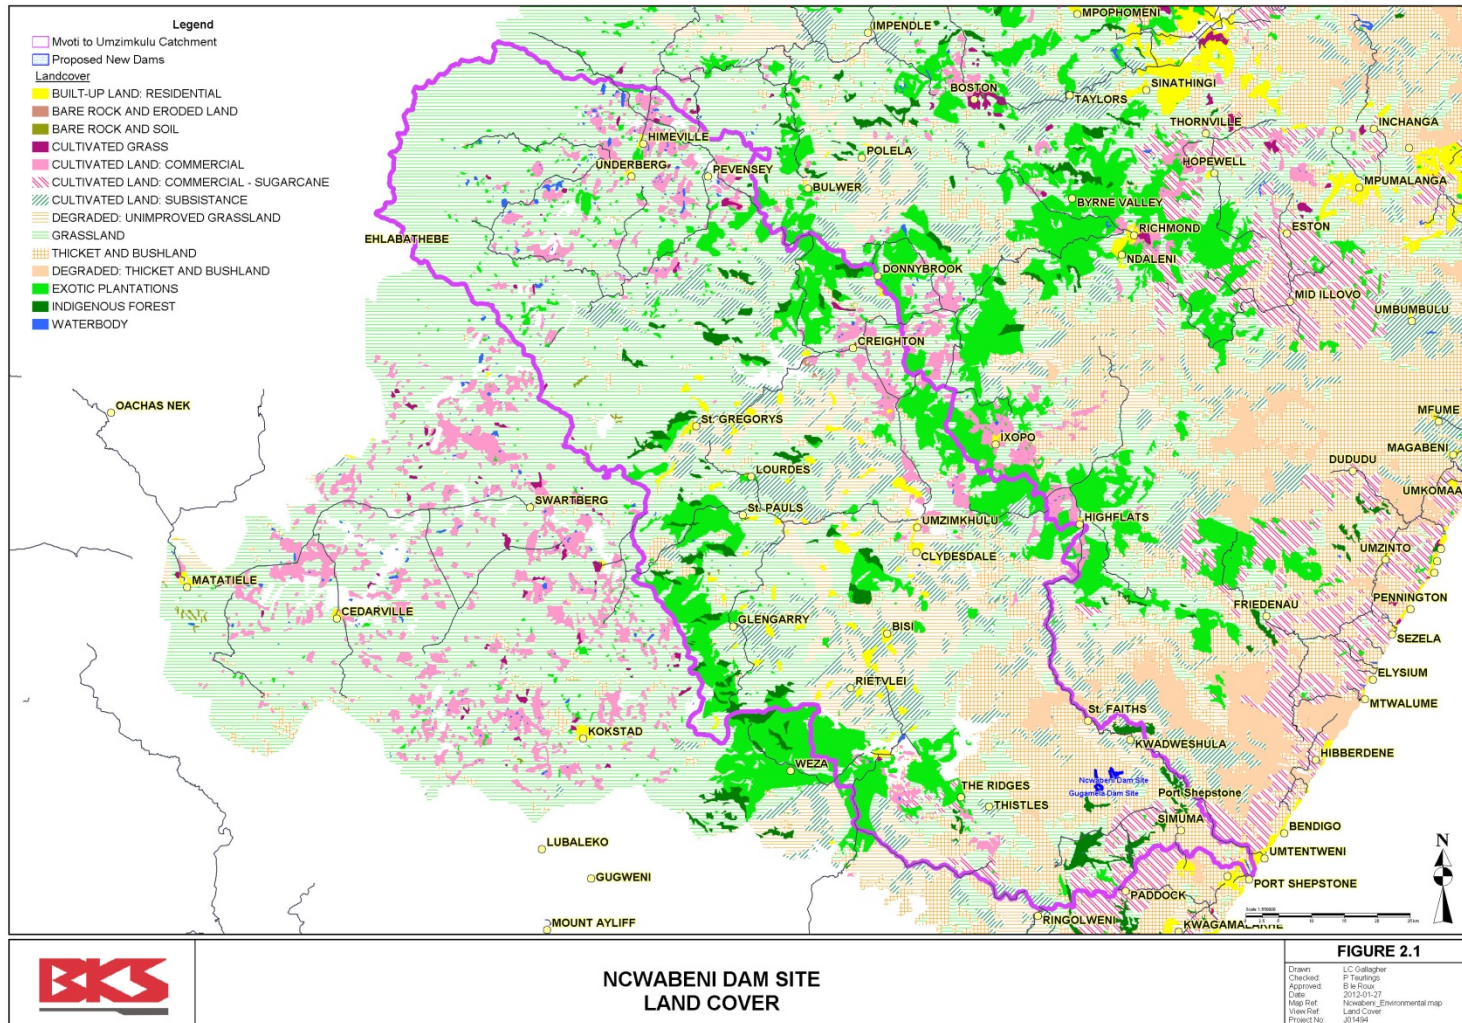 Legend
Mvoti to Umzimkulu Catchment
Proposed New Dams
Landcover
BUILT-UP LAND: RESIDENTIAL
BARE ROCK AND ERODED LAND
BARE ROCK AND SOIL
CULTIVATED GRASS
CULTIVATED LAND: COMMERCIAL
CULTIVATED LAND: COMMERCIAL - SUGARCANE
CULTIVATED LAND: SUBSISTANCE
DEGRADED: UNIMPROVED GRASSLAND
GRASSLAND
THICKET AND BUSHLAND
DEGRADED: THICKET AND BUSHLAND
EXOTIC PLANTATIONS
INDIGENOUS FOREST
WATERBODY
MPOPHOMENI
IMPENDLE
BOSTON
TAYLORS
SINATHINGI
THORNVILLE
INCHANGA
HIMEVILLE
POLELA
HOPEWELL
UNDERBERG
PEVENSEY
BULWER
MPUMALANGA
BYRNE VALLEY
RICHMOND
ESTON
EHLABATHEBE
NDALENI
DONNYBROOK
MID ILLOVO
UMBUMBULU
CREIGHTON
OACHAS NEK
St. GREGORYS
MFUME
IXOPO
MAGABENI
LOURDES
DUDUDU
UMKOMAA
SWARTBERG
St. PAULS
UMZIMKHULU
HIGHFLATS
CLYDESDALE
UMZINTO
MATATIELE
CEDARVILLE
PENNINGTON
FRIEDENAU
GLENGARRY
BISI
SEZELA
ELYSIUM
RIETVLEI
MTWALUME
St. FAITHS
KOKSTAD
KWADWESHULA
HIBBERDENE
WEZA
Ncwabeni Dam Site
THE RIDGES
Gugamela Dam Site
Port Shepstone
THISTLES
SIMUMA
BENDIGO
LUBALEKO
UMTENTWENI
GUGWENI
PORT SHEPSTONE
PADDOCK
RINGOLWENI
MOUNT AYLIFF
KWAGAMALAKHE
N
BKS
NCWABENI DAM SITE
LAND COVER
FIGURE 2.1
Drawn: LC Gallagher
Checked: P Teurlings
Approved: B le Roux
Date: 2012-01-27
Map Ref: Ncwabeni_Environmental map
View Ref: Land Cover
Project No: J01494